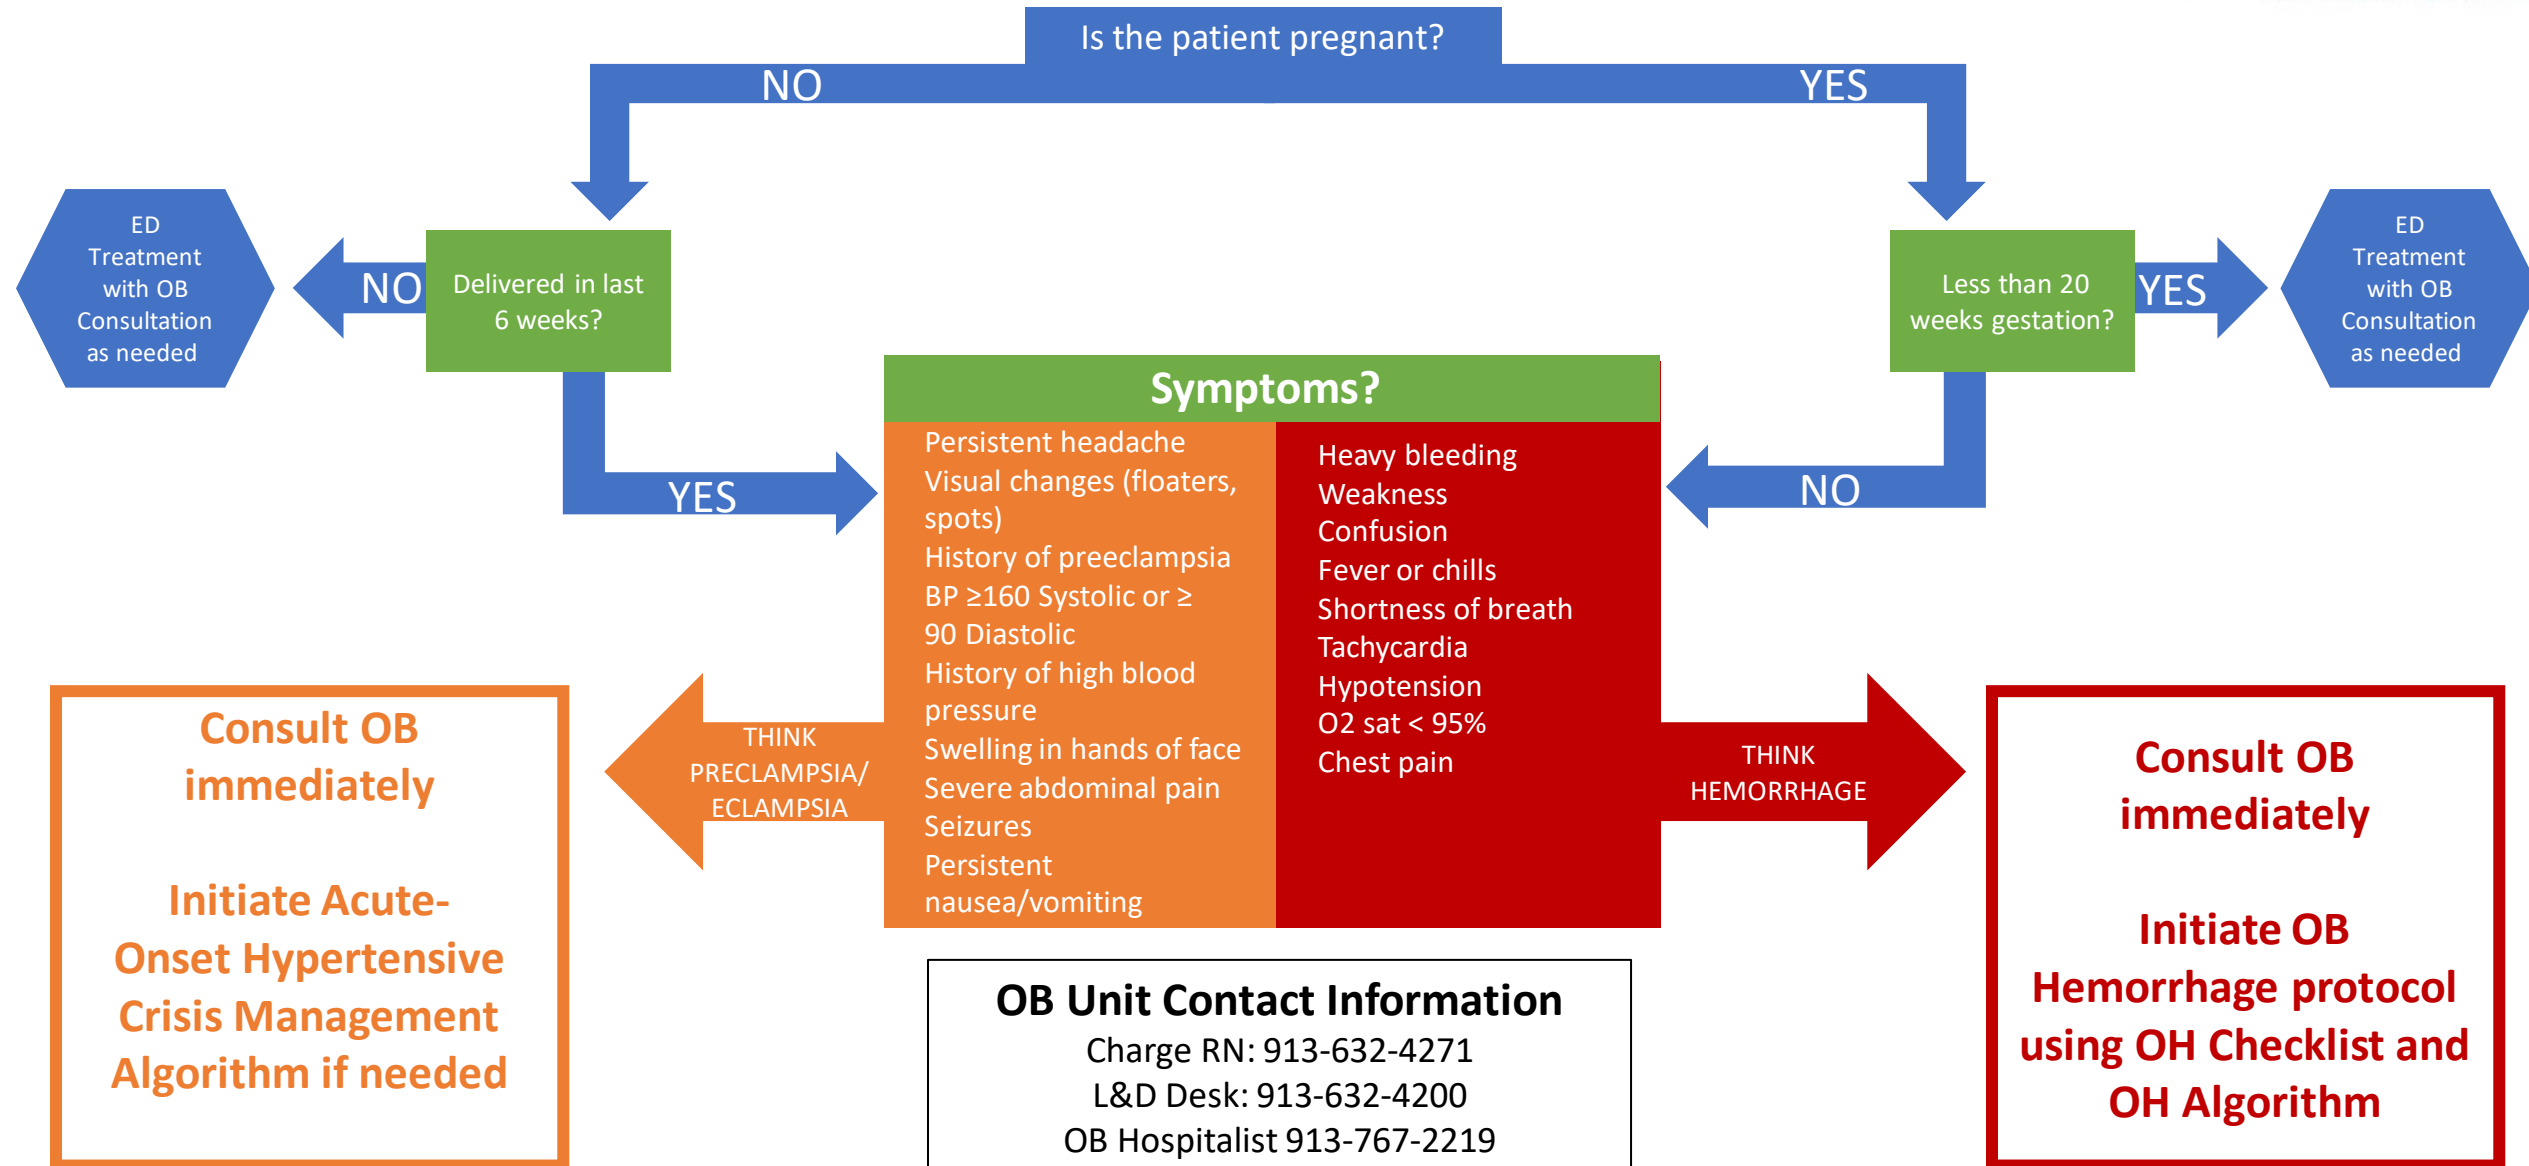 Is the patient pregnant?
NO
YES
ED
Treatment
with OB
Consultation
as needed
NO
Delivered in last
6 weeks?
Less than 20
weeks gestation?
YES
ED
Treatment
with OB
Consultation
as needed
YES
NO
Symptoms?
Persistent headache
Visual changes (floaters,
spots)
History of preeclampsia
BP ≥160 Systolic or ≥
90 Diastolic
History of high blood
pressure
Swelling in hands of face
Severe abdominal pain
Seizures
Persistent
nausea/vomiting
Heavy bleeding
Weakness
Confusion
Fever or chills
Shortness of breath
Tachycardia
Hypotension
O2 sat < 95%
Chest pain
THINK
PRECLAMPSIA/
ECLAMPSIA
THINK
HEMORRHAGE
Consult OB
immediately
Initiate Acute-
Onset Hypertensive
Crisis Management
Algorithm if needed
Consult OB
immediately
Initiate OB
Hemorrhage protocol
using OH Checklist and
OH Algorithm
OB Unit Contact Information
Charge RN: 913-632-4271
L&D Desk: 913-632-4200
OB Hospitalist 913-767-2219